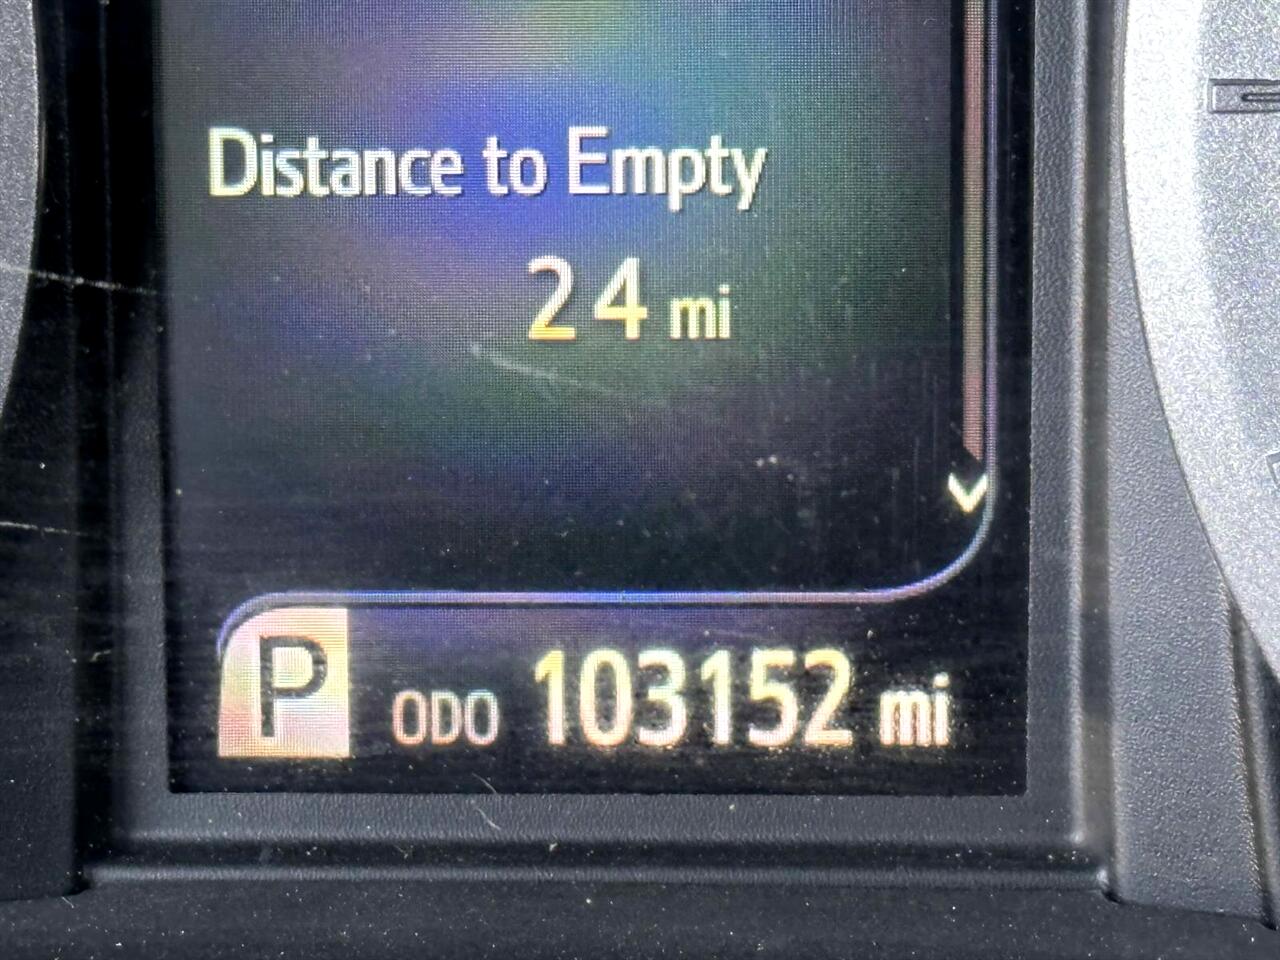 Distance to Empty
24 mi
P ODO 103152 mi